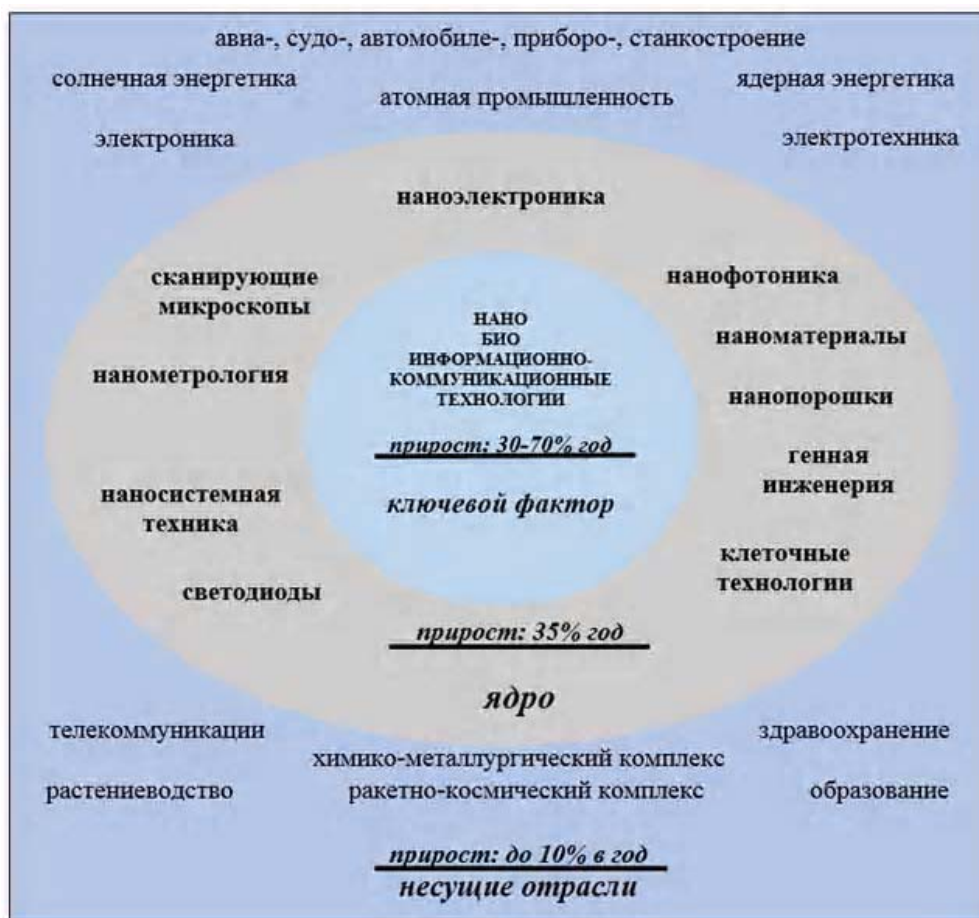 авиа-, судо-, автомобиле-, приборо-, станкостроение
солнечная энергетика
ядерная энергетика
атомная промышленность
электроника
электротехника
наноэлектроника
сканирующие
микроскопы
нанофотоника
НАНО
БИО
ИНФОРМАЦИОННО-
КОММУНИКАЦИОННЫЕ
ТЕХНОЛОГИИ
наноматериалы
нанометрология
нанопорошки
прирост: 30-70% год
генная
инженерия
ключевой фактор
наносистемная
техника
клеточные
технологии
светодиоды
прирост: 35% год
ядро
телекоммуникации
здравоохранение
химико-металлургический комплекс
растениеводство
ракетно-космический комплекс
образование
прирост: до 10% в год
несущие отрасли